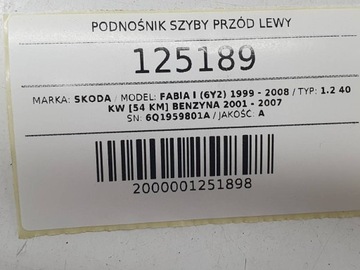 PODNOŚNIK SZYBY PRZÓD LEWY
125189
MARKA: SKODA / MODEL: FABIA I (6Y2) 1999 - 2008 / TYP: 1.2 40
KW [54 KM] BENZYNA 2001 - 2007
SN: 6Q1959801A / JAKOŚĆ: A
2000001251898